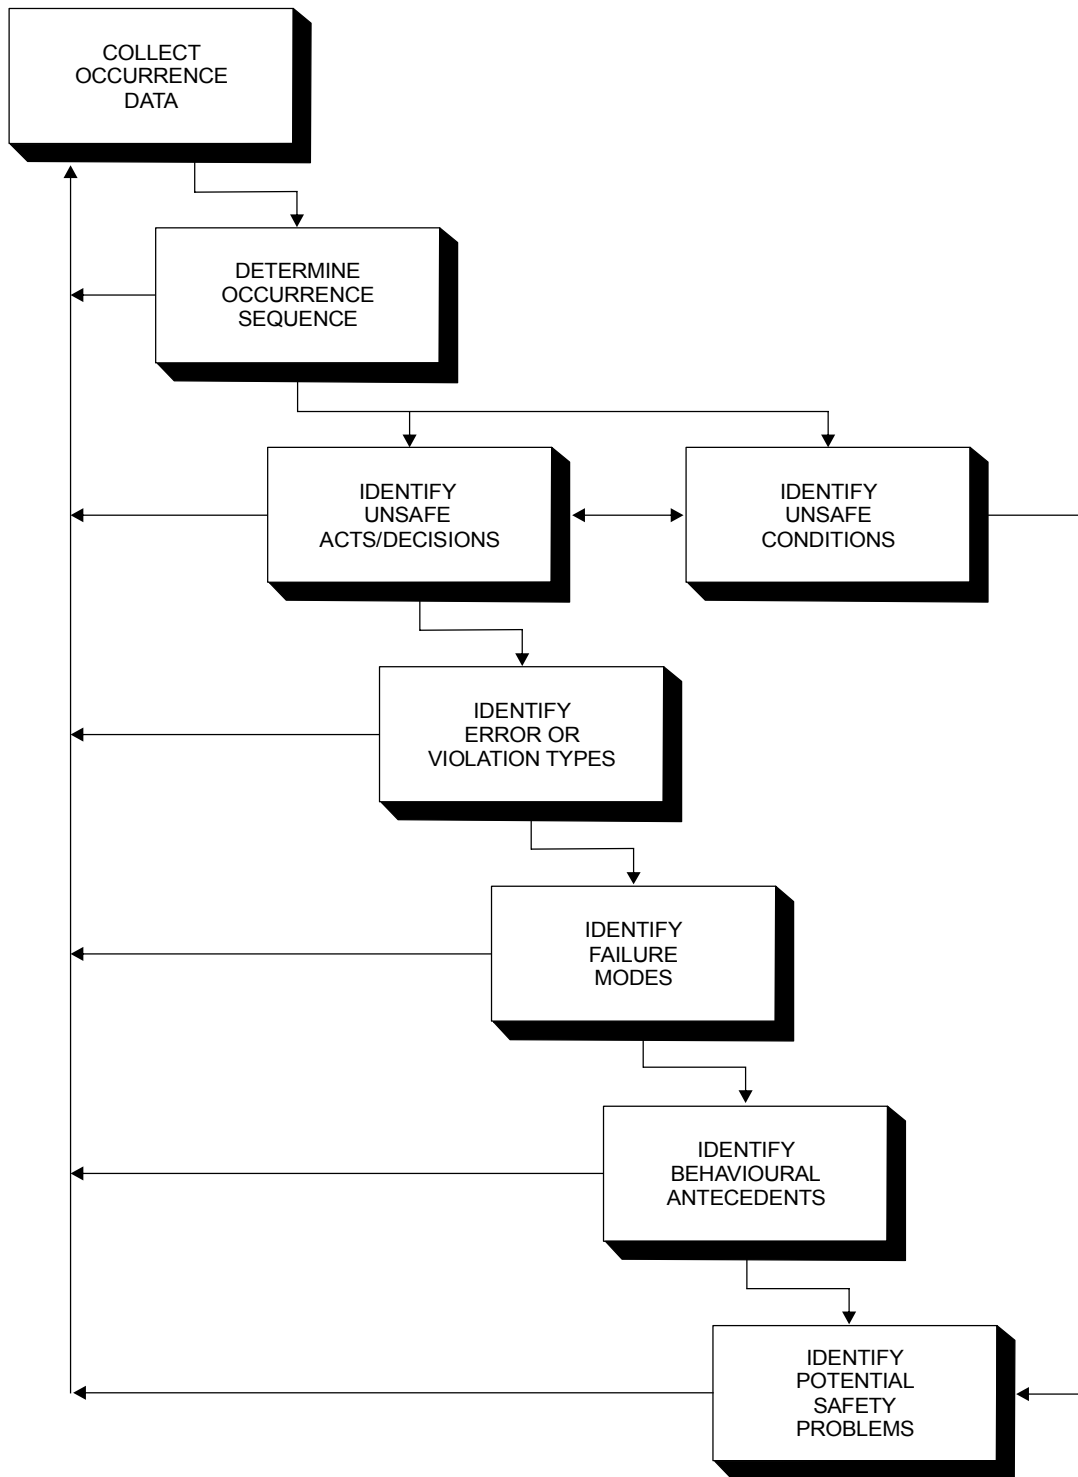 COLLECT
OCCURRENCE
DATA
DETERMINE
OCCURRENCE
SEQUENCE
IDENTIFY
UNSAFE
ACTS/DECISIONS
IDENTIFY
UNSAFE
CONDITIONS
IDENTIFY
ERROR OR
VIOLATION TYPES
IDENTIFY
FAILURE
MODES
IDENTIFY
BEHAVIOURAL
ANTECEDENTS
IDENTIFY
POTENTIAL
SAFETY
PROBLEMS